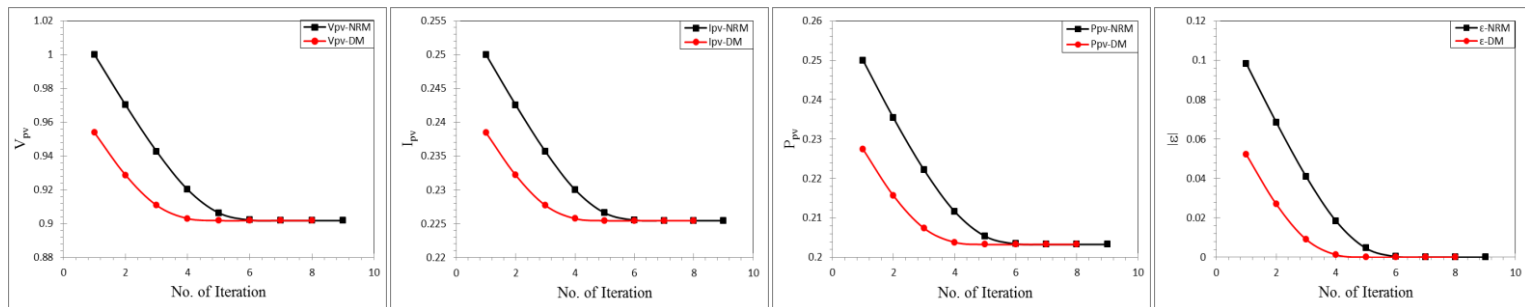 1.02
1
0.98
0.96
0.94
0.92
0.9
0.88
0 2 4 6 8 10
V_pv
No. of Iteration
Vpv-NRM
Vpv-DM
0.255
0.25
0.245
0.24
0.235
0.23
0.225
0.22
0 2 4 6 8 10
I_pv
No. of Iteration
Ipv-NRM
Ipv-DM
0.26
0.25
0.24
0.23
0.22
0.21
0.2
0 2 4 6 8 10
P_pv
No. of Iteration
Ppv-NRM
Ppv-DM
0.12
0.1
0.08
0.06
0.04
0.02
0
0 2 4 6 8 10
|ε|
No. of Iteration
ε-NRM
ε-DM